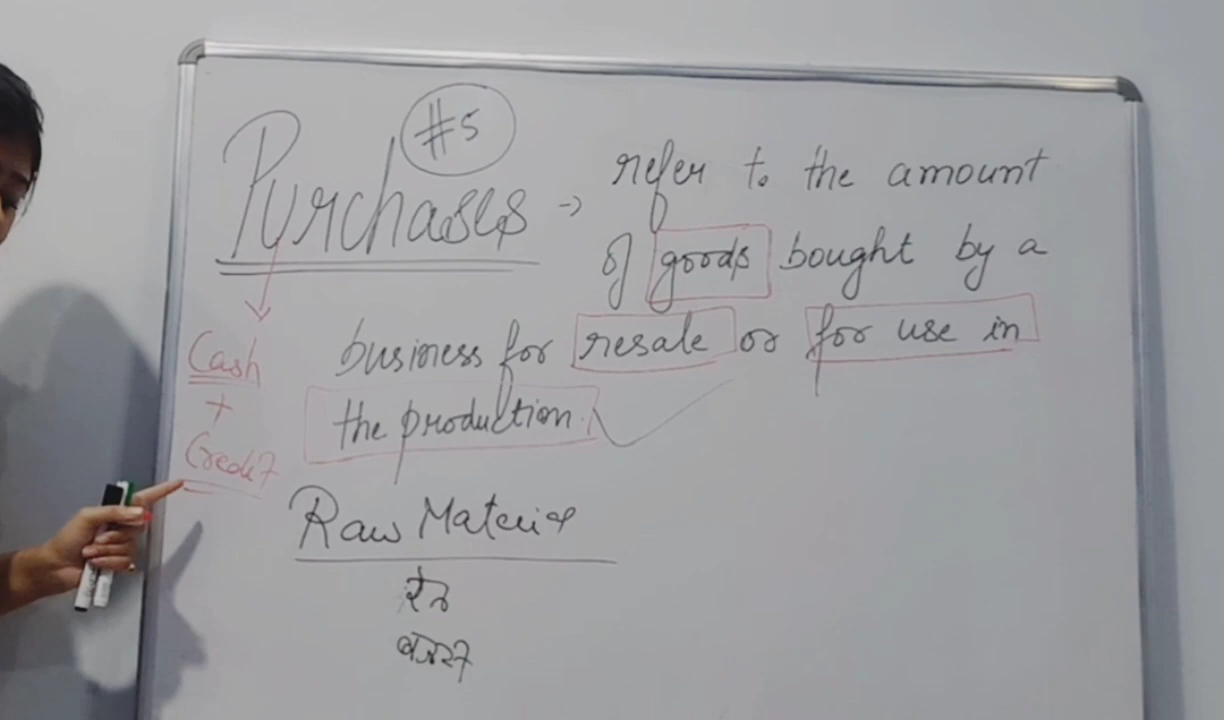 #5
Purchases → refer to the amount
of goods bought by a
business for resale or for use in
the production.
Cash
+
Credit
Raw Material
रेत